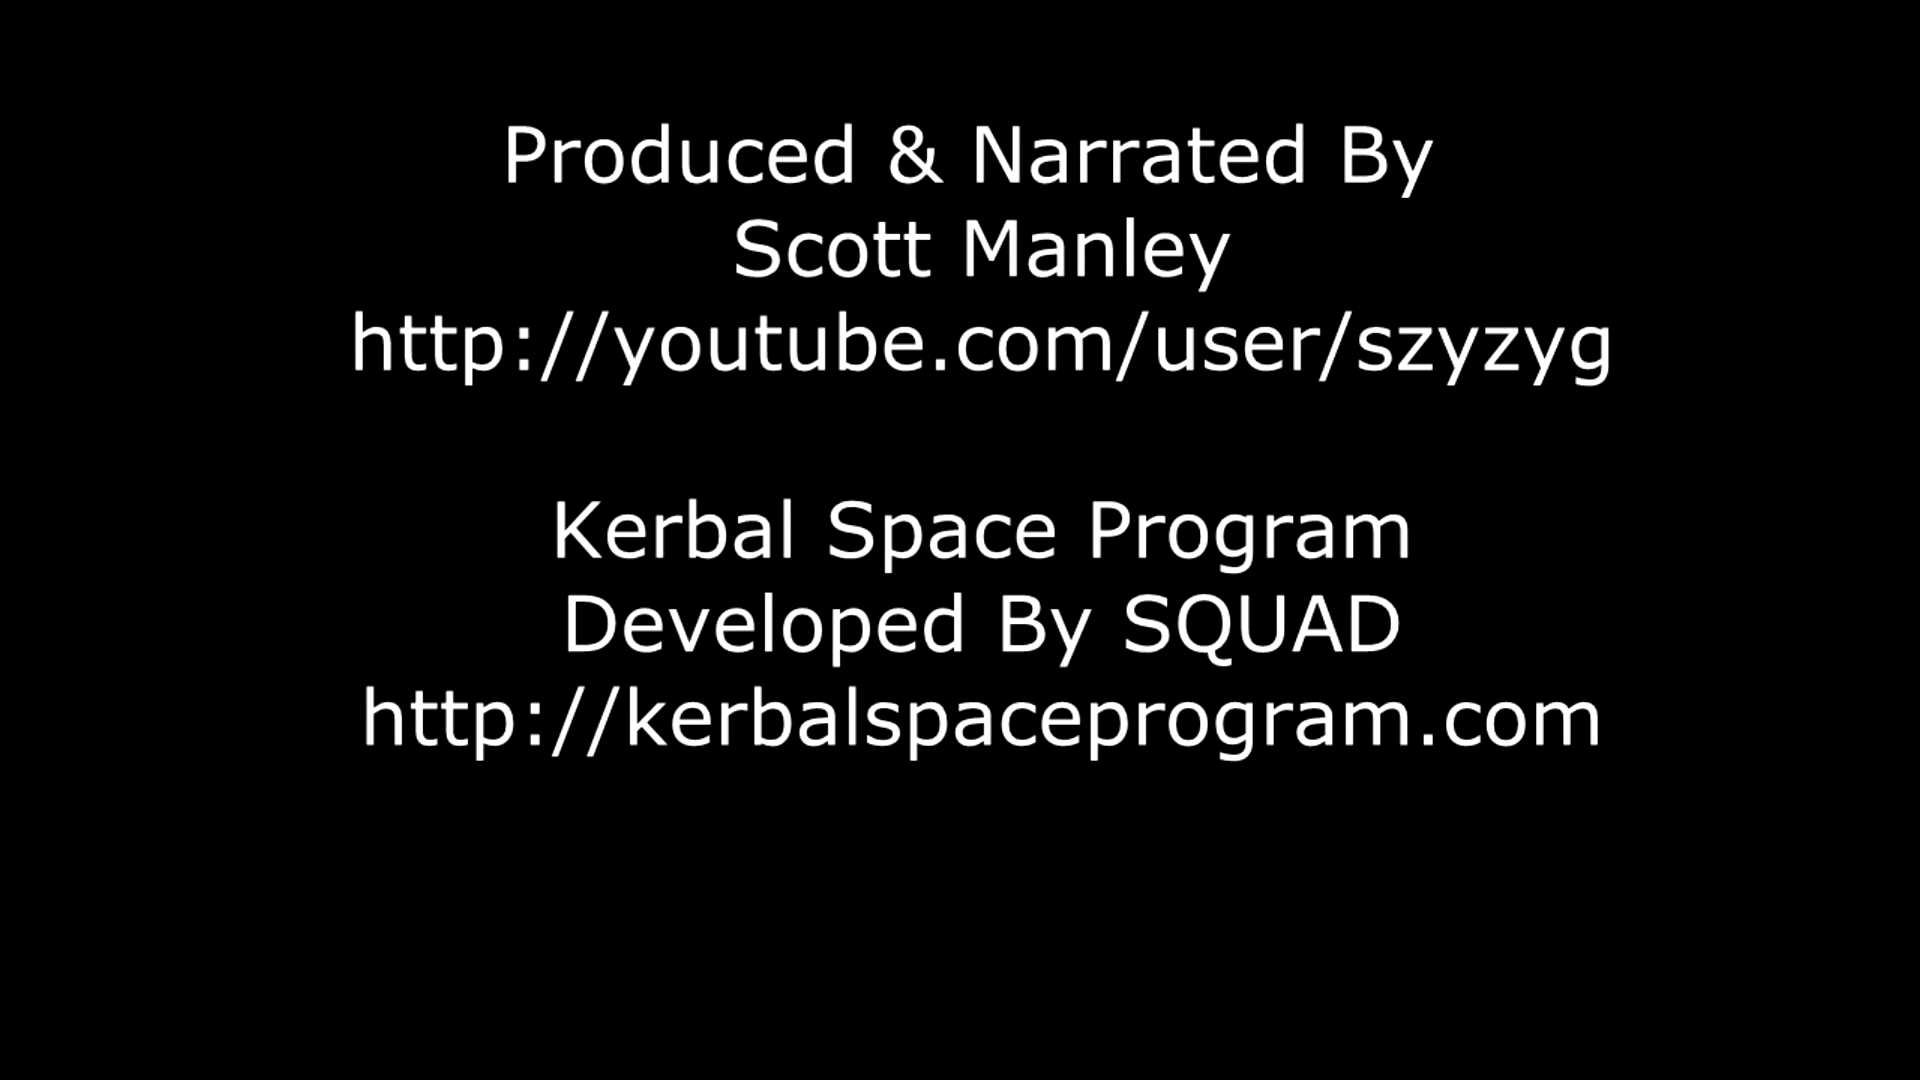 Produced & Narrated By
Scott Manley
http://youtube.com/user/szyzyg
Kerbal Space Program
Developed By SQUAD
http://kerbalspaceprogram.com